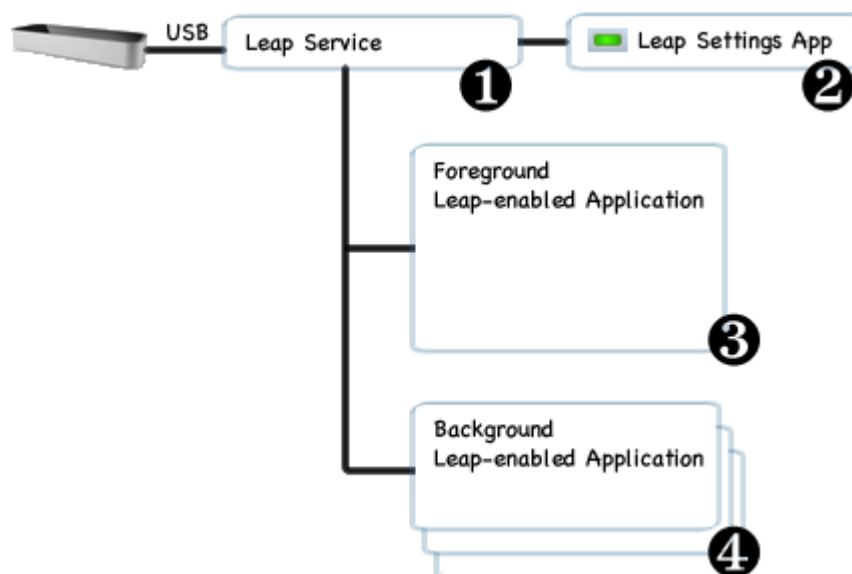 USB
Leap Service
Leap Settings App
1
2
Foreground
Leap-enabled Application
3
Background
Leap-enabled Application
4